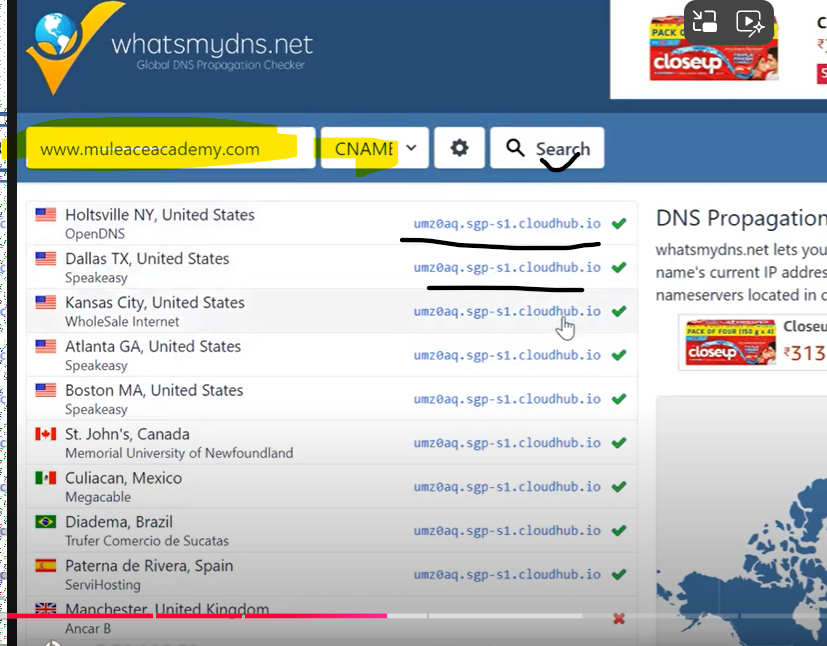 whatsmydns.net
Global DNS Propagation Checker
PACK O
closeup
C
₹
S
www.muleaceacademy.com
CNAME
Search
Holtsville NY, United States
OpenDNS
umz0aq.sgp-s1.cloudhub.io
Dallas TX, United States
Speakeasy
umz0aq.sgp-s1.cloudhub.io
Kansas City, United States
WholeSale Internet
umz0aq.sgp-s1.cloudhub.io
Atlanta GA, United States
Speakeasy
umz0aq.sgp-s1.cloudhub.io
Boston MA, United States
Speakeasy
umz0aq.sgp-s1.cloudhub.io
St. John's, Canada
Memorial University of Newfoundland
umz0aq.sgp-s1.cloudhub.io
Culiacan, Mexico
Megacable
umz0aq.sgp-s1.cloudhub.io
Diadema, Brazil
Trufer Comercio de Sucatas
umz0aq.sgp-s1.cloudhub.io
Paterna de Rivera, Spain
ServiHosting
umz0aq.sgp-s1.cloudhub.io
Manchester, United Kingdom
Ancar B
DNS Propagation
whatsmydns.net lets you
name's current IP addres
nameservers located in d
PACK OF FOUR (150 g x 4)
closeup
Closeu
₹313